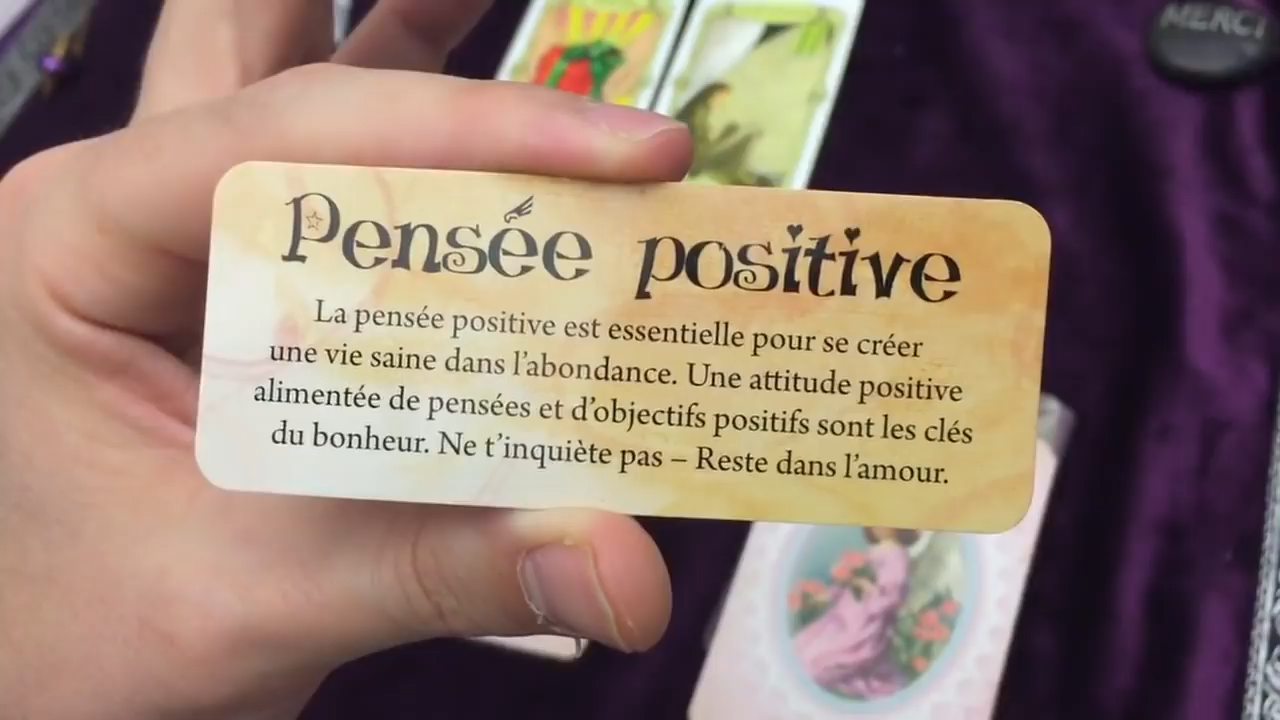 MERCI
Pensée positive
La pensée positive est essentielle pour se créer
une vie saine dans l'abondance. Une attitude positive
alimentée de pensées et d'objectifs positifs sont les clés
du bonheur. Ne t'inquiète pas – Reste dans l'amour.